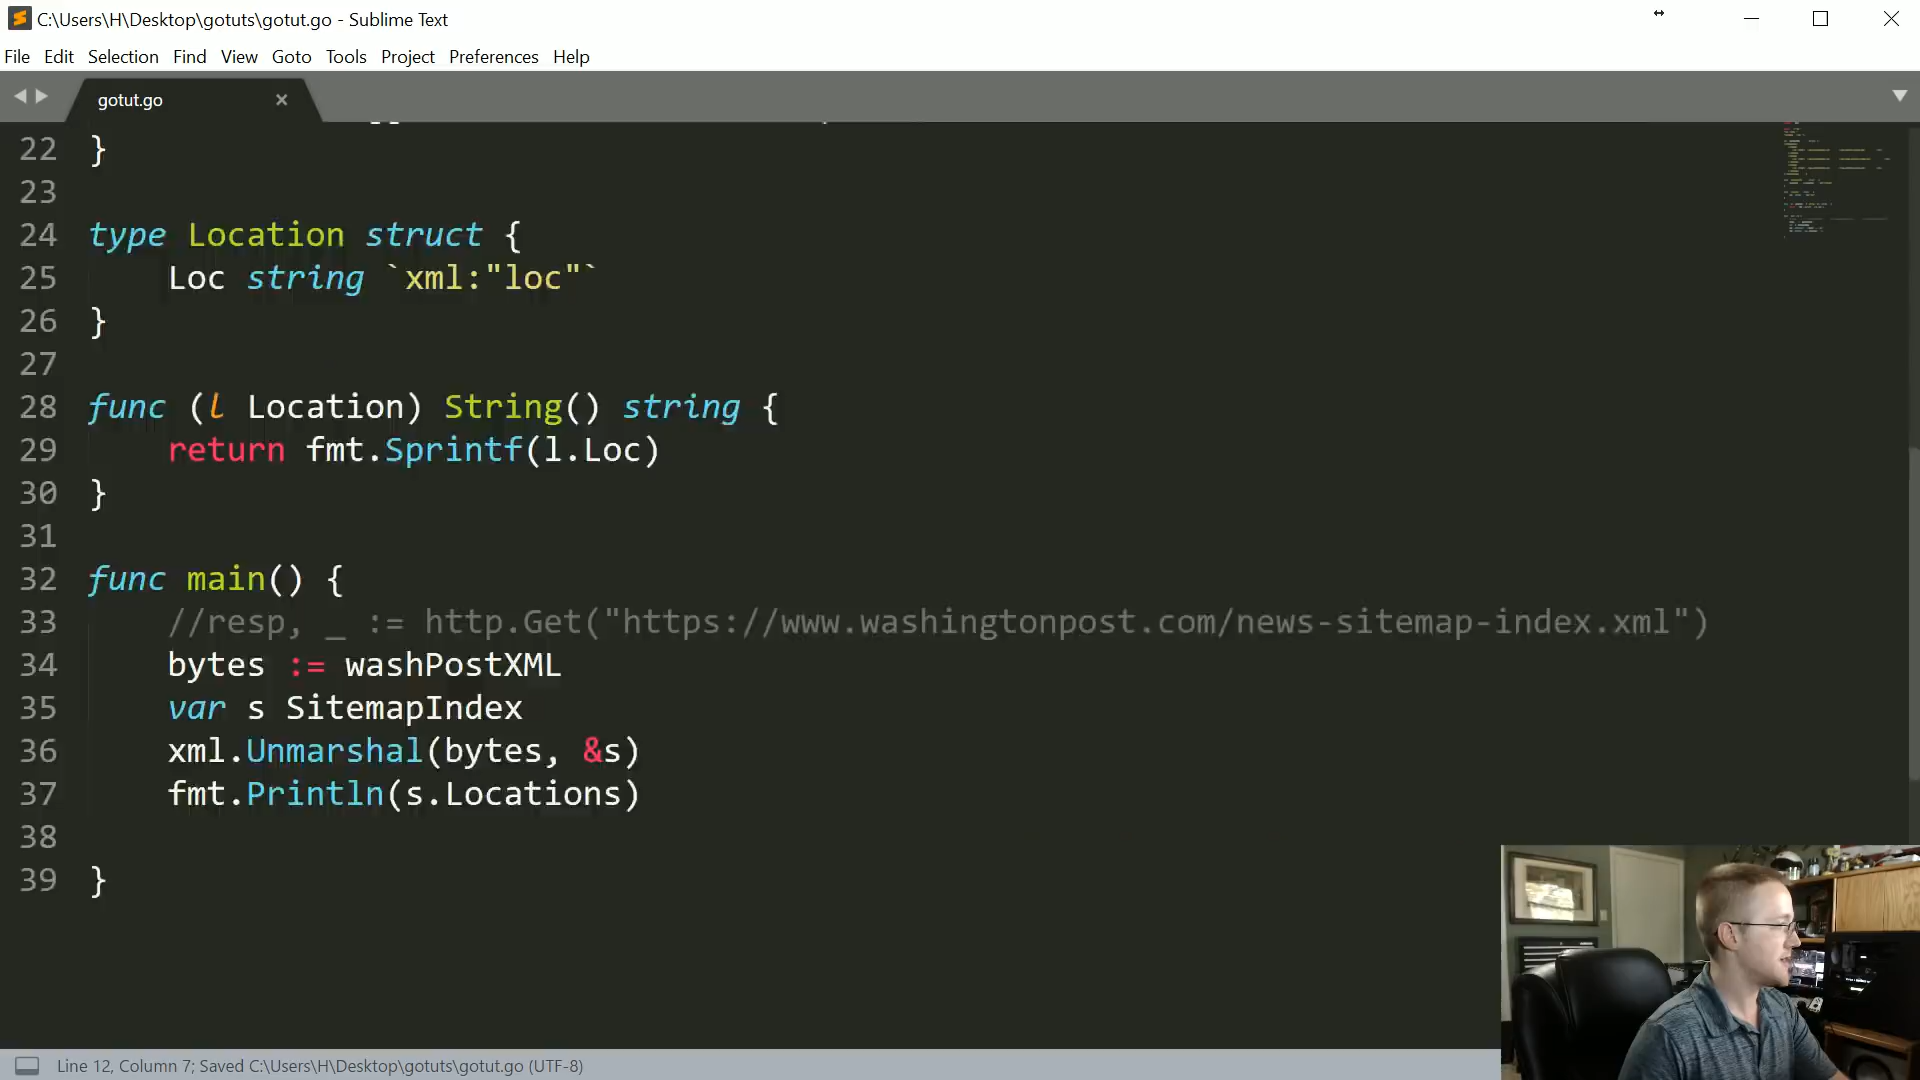 C:\Users\H\Desktop\gotuts\gotut.go - Sublime Text
File Edit Selection Find View Goto Tools Project Preferences Help
gotut.go
22 }
23
24 type Location struct {
25 Loc string `xml:"loc"`
26 }
27
28 func (l Location) String() string {
29 return fmt.Sprintf(l.Loc)
30 }
31
32 func main() {
33 //resp, _ := http.Get("https://www.washingtonpost.com/news-sitemap-index.xml")
34 bytes := washPostXML
35 var s SitemapIndex
36 xml.Unmarshal(bytes, &s)
37 fmt.Println(s.Locations)
38
39 }
Line 12, Column 7; Saved C:\Users\H\Desktop\gotuts\gotut.go (UTF-8)